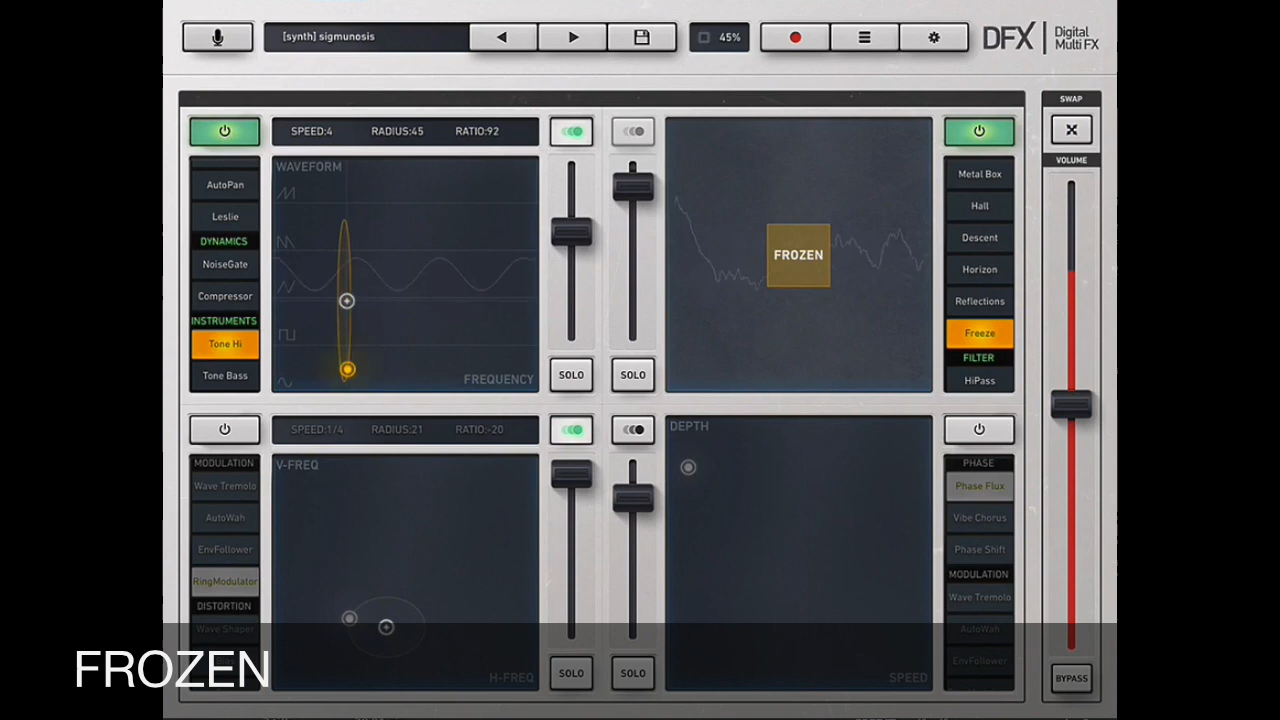 [synth] sigmunosis
45%
DFX
Digital
Multi FX
SWAP
SPEED:4 RADIUS:45 RATIO:92
VOLUME
WAVEFORM
AutoPan
Leslie
DYNAMICS
NoiseGate
Compressor
INSTRUMENTS
Tone Hi
Tone Bass
FREQUENCY
SOLO
SOLO
FROZEN
Metal Box
Hall
Descent
Horizon
Reflections
Freeze
FILTER
HiPass
SPEED:1/4 RADIUS:21 RATIO:-20
MODULATION
Wave Tremolo
AutoWah
EnvFollower
RingModulator
DISTORTION
Wave Shaper
V-FREQ
H-FREQ
SOLO
SOLO
DEPTH
SPEED
PHASE
Phase Flux
Vibe Chorus
Phase Shift
MODULATION
Wave Tremolo
AutoWah
EnvFollower
BYPASS
FROZEN